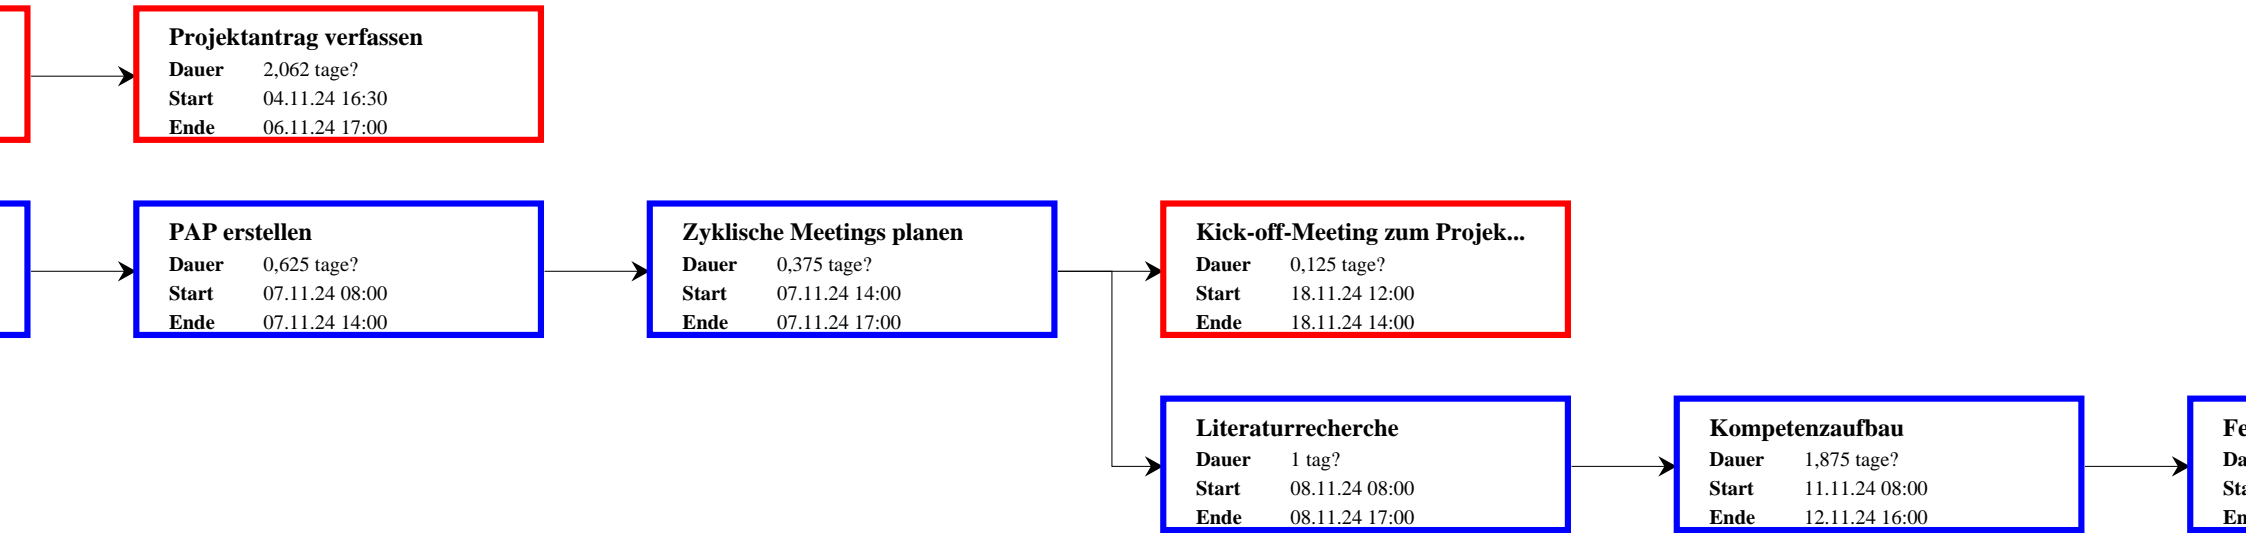 Projektantrag verfassen
Dauer 2,062 tage?
Start 04.11.24 16:30
Ende 06.11.24 17:00
PAP erstellen
Dauer 0,625 tage?
Start 07.11.24 08:00
Ende 07.11.24 14:00
Zyklische Meetings planen
Dauer 0,375 tage?
Start 07.11.24 14:00
Ende 07.11.24 17:00
Kick-off-Meeting zum Projek...
Dauer 0,125 tage?
Start 18.11.24 12:00
Ende 18.11.24 14:00
Literaturrecherche
Dauer 1 tag?
Start 08.11.24 08:00
Ende 08.11.24 17:00
Kompetenzaufbau
Dauer 1,875 tage?
Start 11.11.24 08:00
Ende 12.11.24 16:00